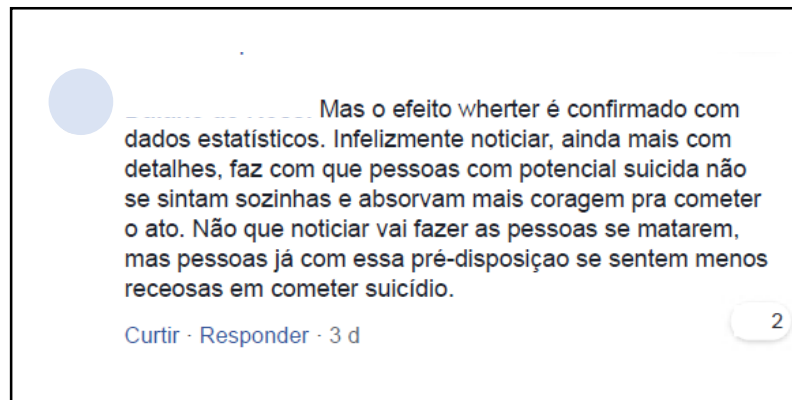 Mas o efeito wherter é confirmado com
dados estatísticos. Infelizmente noticiar, ainda mais com
detalhes, faz com que pessoas com potencial suicida não
se sintam sozinhas e absorvam mais coragem pra cometer
o ato. Não que noticiar vai fazer as pessoas se matarem,
mas pessoas já com essa pré-disposiçao se sentem menos
receosas em cometer suicídio.
2
Curtir · Responder · 3 d